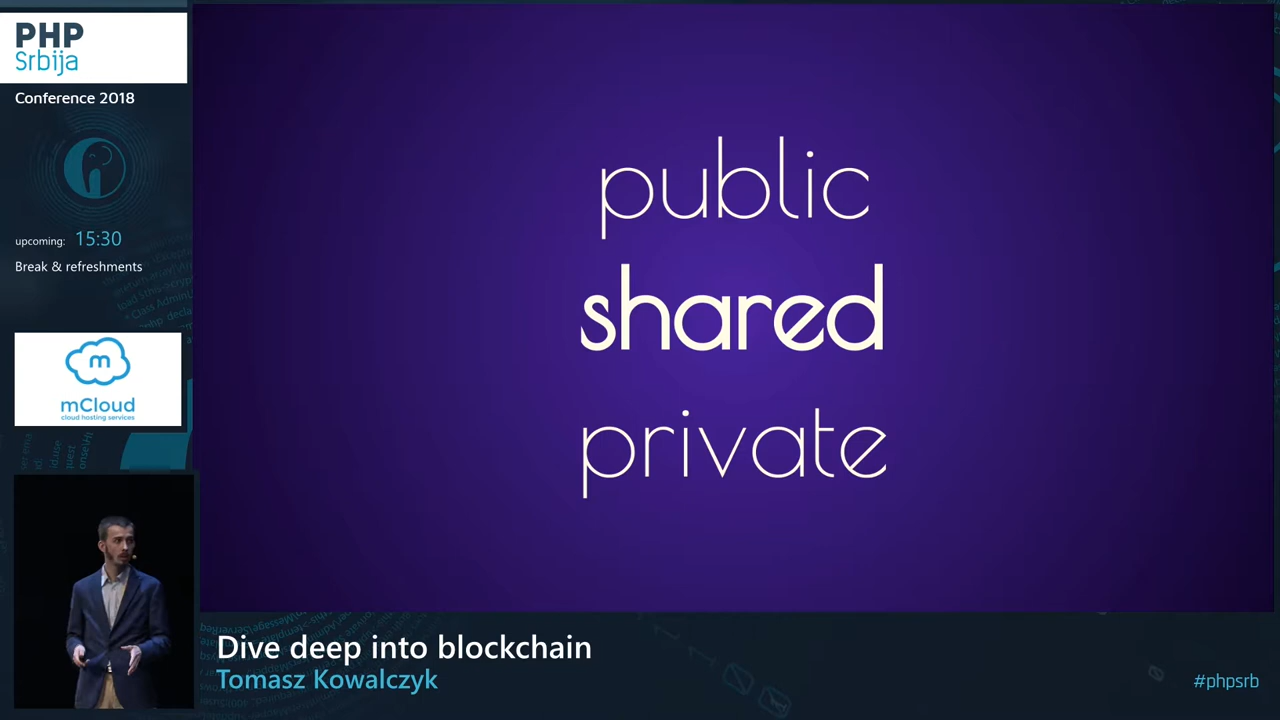 PHP
Srbija
Conference 2018
upcoming: 15:30
Break & refreshments
m
mCloud
cloud hosting services
public
shared
private
Dive deep into blockchain
Tomasz Kowalczyk
#phpsrb